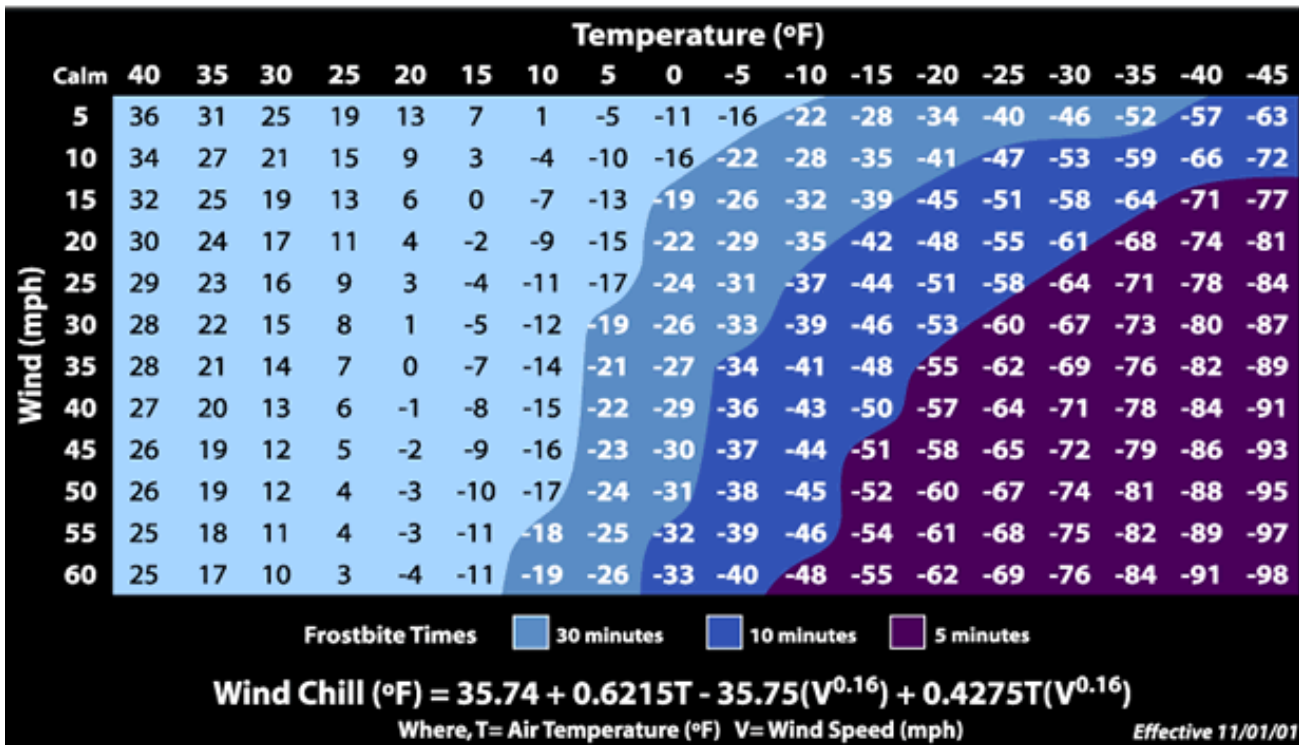 Temperature (ºF)
Calm 40 35 30 25 20 15 10 5 0 -5 -10 -15 -20 -25 -30 -35 -40 -45
Wind (mph)
5 36 31 25 19 13 7 1 -5 -11 -16 -22 -28 -34 -40 -46 -52 -57 -63
10 34 27 21 15 9 3 -4 -10 -16 -22 -28 -35 -41 -47 -53 -59 -66 -72
15 32 25 19 13 6 0 -7 -13 -19 -26 -32 -39 -45 -51 -58 -64 -71 -77
20 30 24 17 11 4 -2 -9 -15 -22 -29 -35 -42 -48 -55 -61 -68 -74 -81
25 29 23 16 9 3 -4 -11 -17 -24 -31 -37 -44 -51 -58 -64 -71 -78 -84
30 28 22 15 8 1 -5 -12 -19 -26 -33 -39 -46 -53 -60 -67 -73 -80 -87
35 28 21 14 7 0 -7 -14 -21 -27 -34 -41 -48 -55 -62 -69 -76 -82 -89
40 27 20 13 6 -1 -8 -15 -22 -29 -36 -43 -50 -57 -64 -71 -78 -84 -91
45 26 19 12 5 -2 -9 -16 -23 -30 -37 -44 -51 -58 -65 -72 -79 -86 -93
50 26 19 12 4 -3 -10 -17 -24 -31 -38 -45 -52 -60 -67 -74 -81 -88 -95
55 25 18 11 4 -3 -11 -18 -25 -32 -39 -46 -54 -61 -68 -75 -82 -89 -97
60 25 17 10 3 -4 -11 -19 -26 -33 -40 -48 -55 -62 -69 -76 -84 -91 -98
Frostbite Times 30 minutes 10 minutes 5 minutes
Wind Chill (ºF) = 35.74 + 0.6215T - 35.75(V^0.16) + 0.4275T(V^0.16)
Where, T= Air Temperature (ºF) V= Wind Speed (mph)
Effective 11/01/01